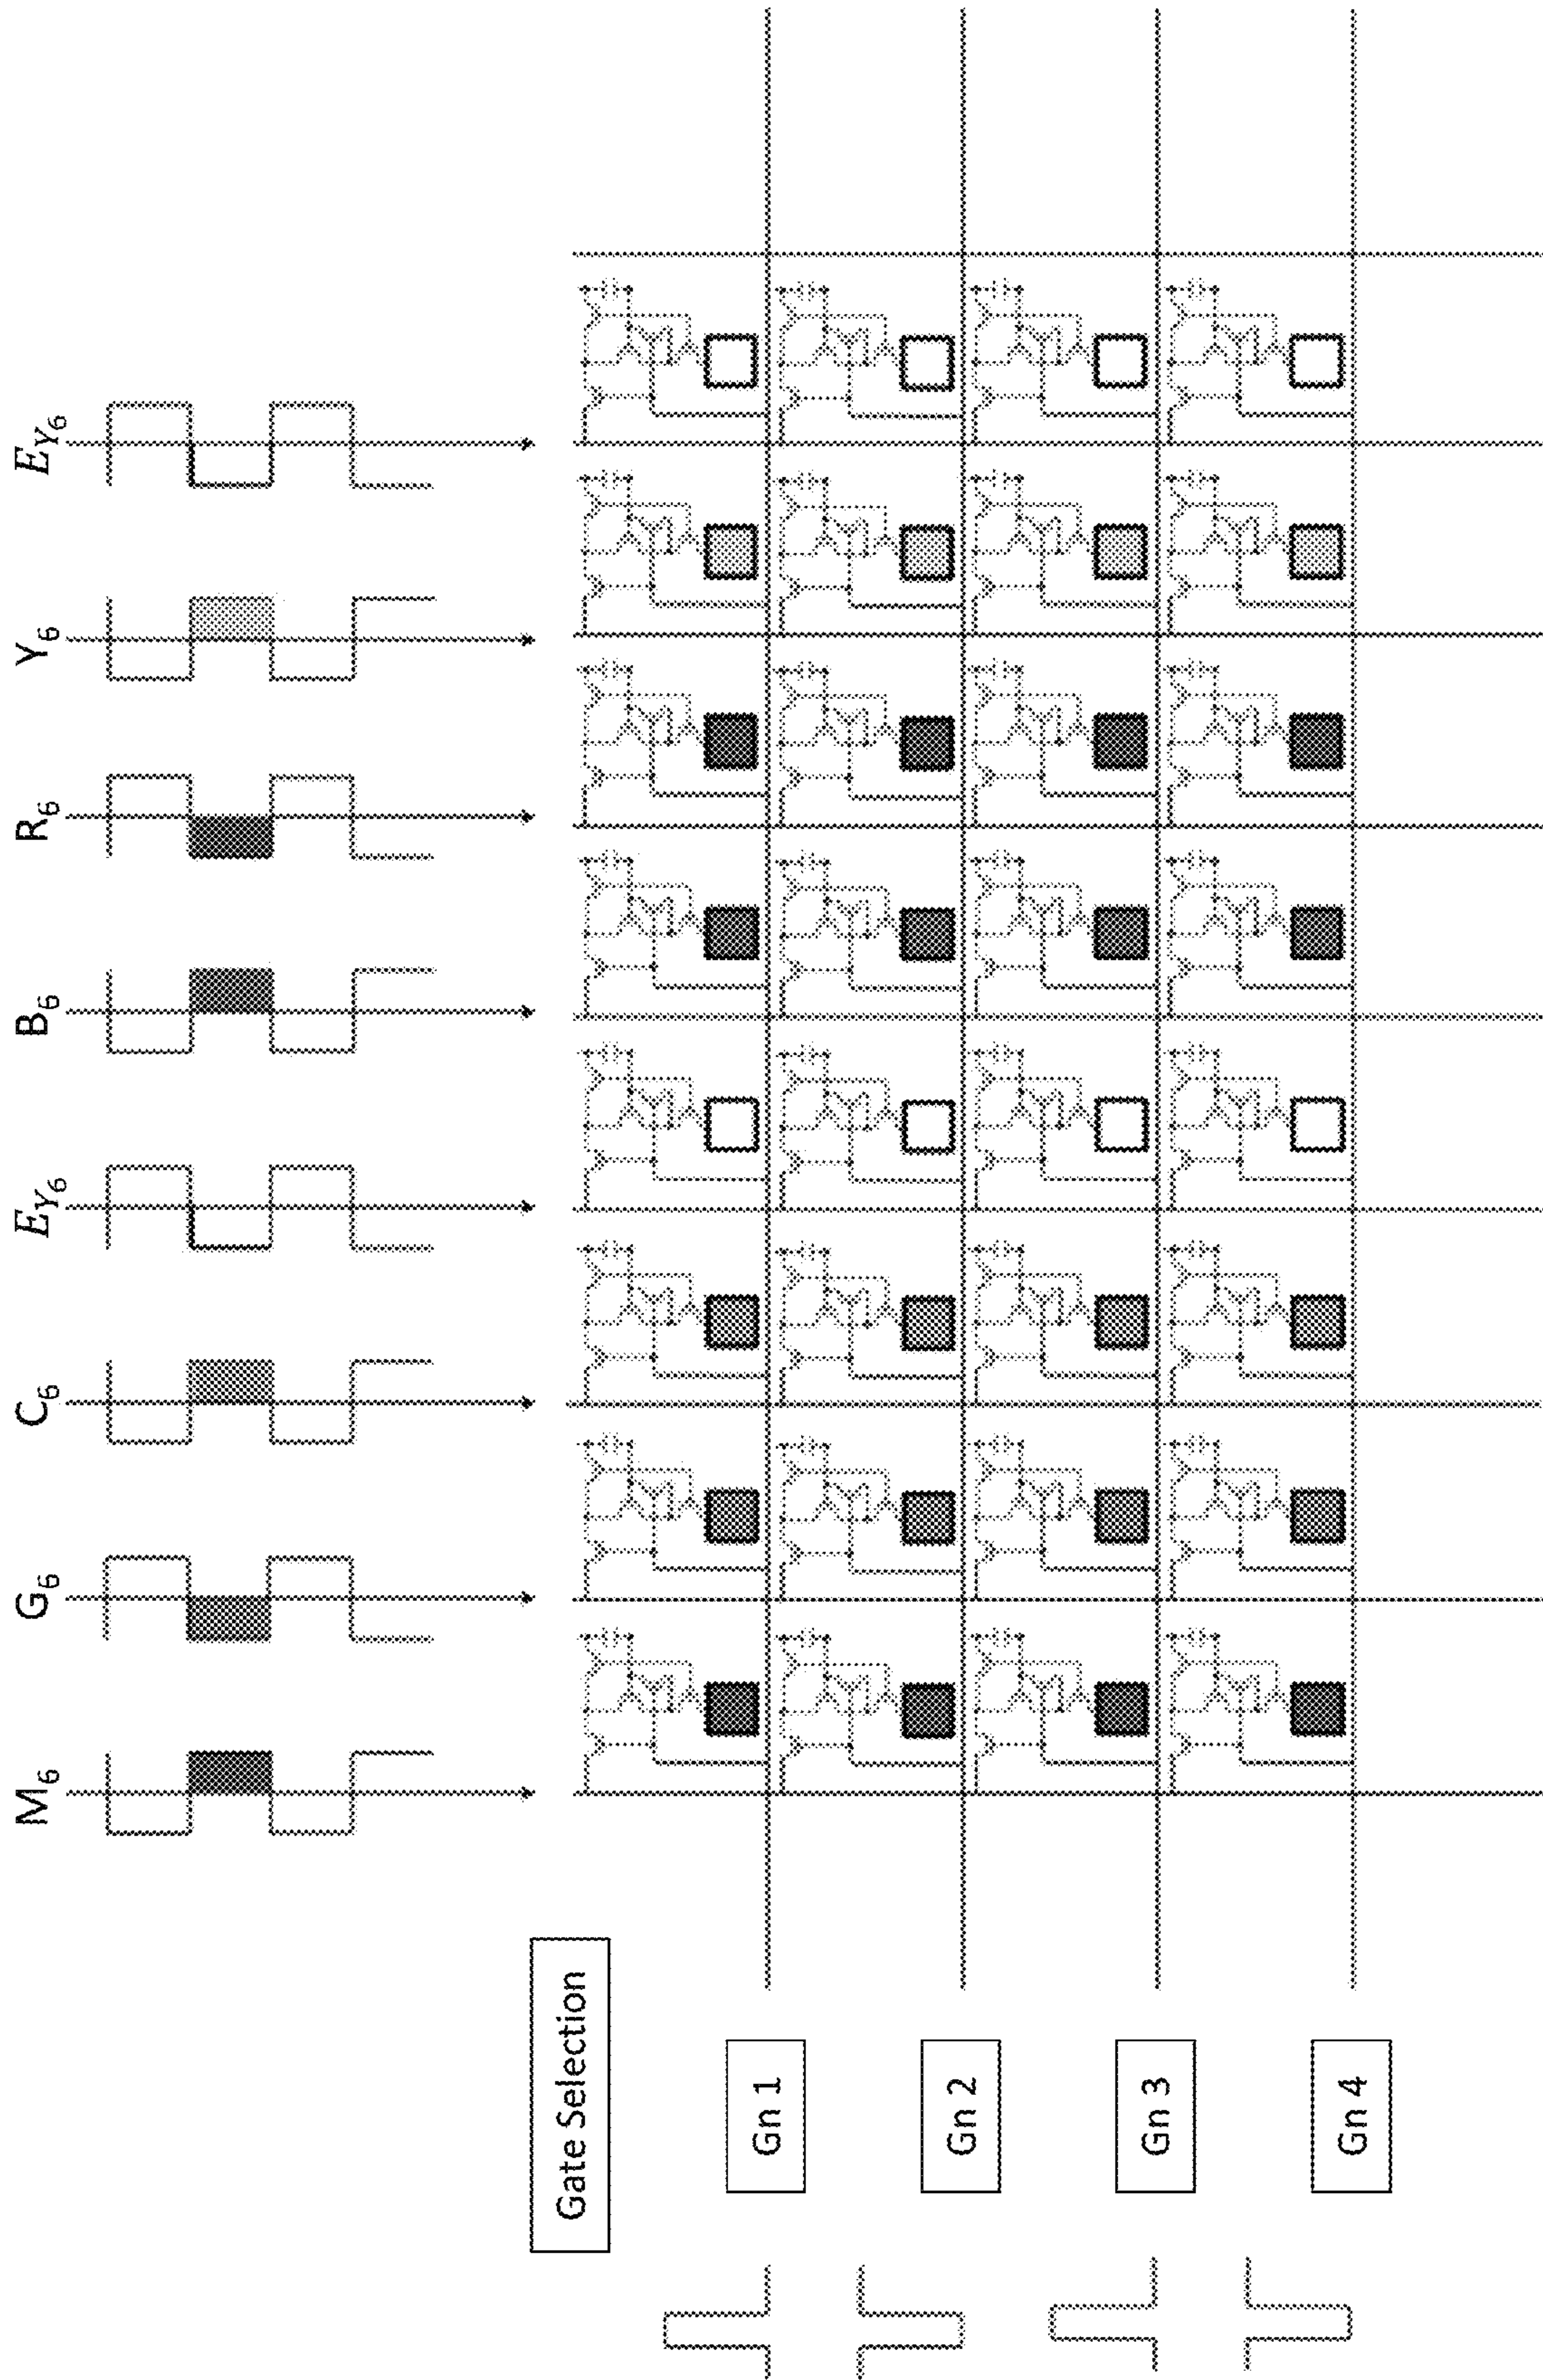 M₆ G₆ C₆ E_{Y₆} B₆ R₆ Y₆ E_{Y₆}
Gate Selection
Gn 1
Gn 2
Gn 3
Gn 4